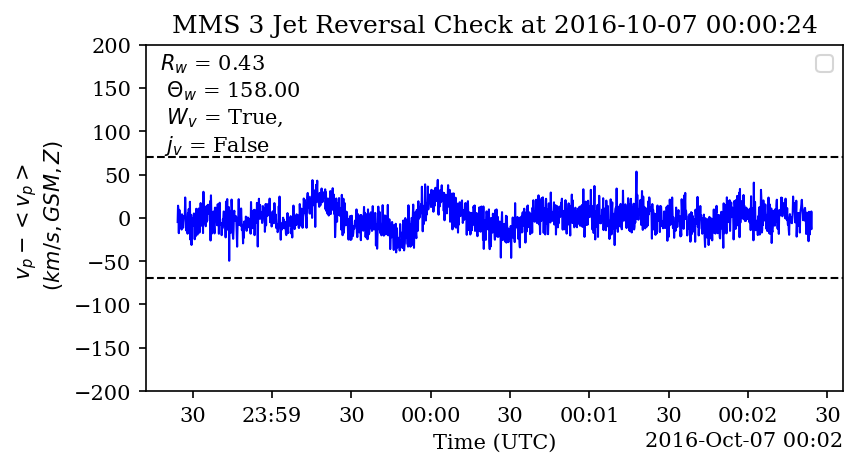 MMS 3 Jet Reversal Check at 2016-10-07 00:00:24
R_w = 0.43
Θ_w = 158.00
W_v = True,
j_v = False
v_p − < v_p >
(km/s, GSM, Z)
200
150
100
50
0
−50
−100
−150
−200
30 23:59 30 00:00 30 00:01 30 00:02 30
Time (UTC)
2016-Oct-07 00:02